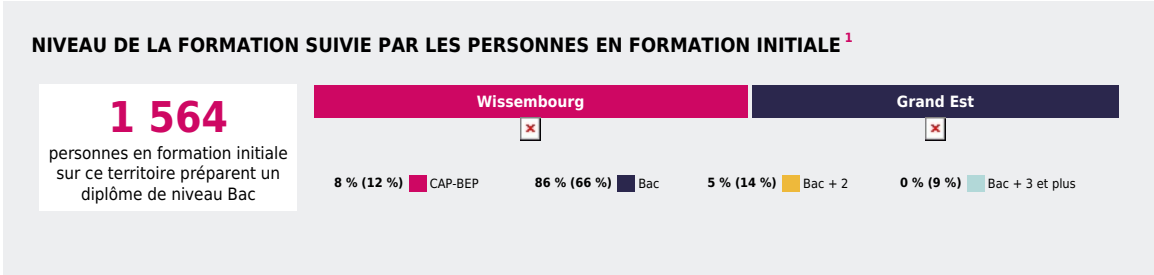 NIVEAU DE LA FORMATION SUIVIE PAR LES PERSONNES EN FORMATION INITIALE 1
1 564
personnes en formation initiale
sur ce territoire préparent un
diplôme de niveau Bac
Wissembourg
Grand Est
8 % (12 %) CAP-BEP
86 % (66 %) Bac
5 % (14 %) Bac + 2
0 % (9 %) Bac + 3 et plus